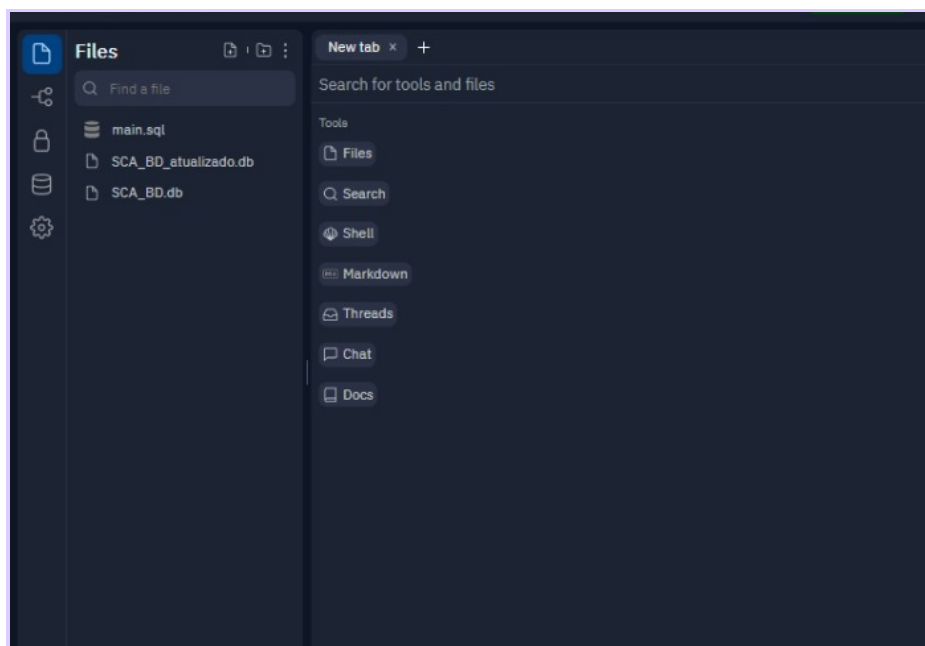 Files
Find a file
main.sql
SCA_BD_atualizado.db
SCA_BD.db
New tab × +
Search for tools and files
Tools
Files
Search
Shell
Markdown
Threads
Chat
Docs